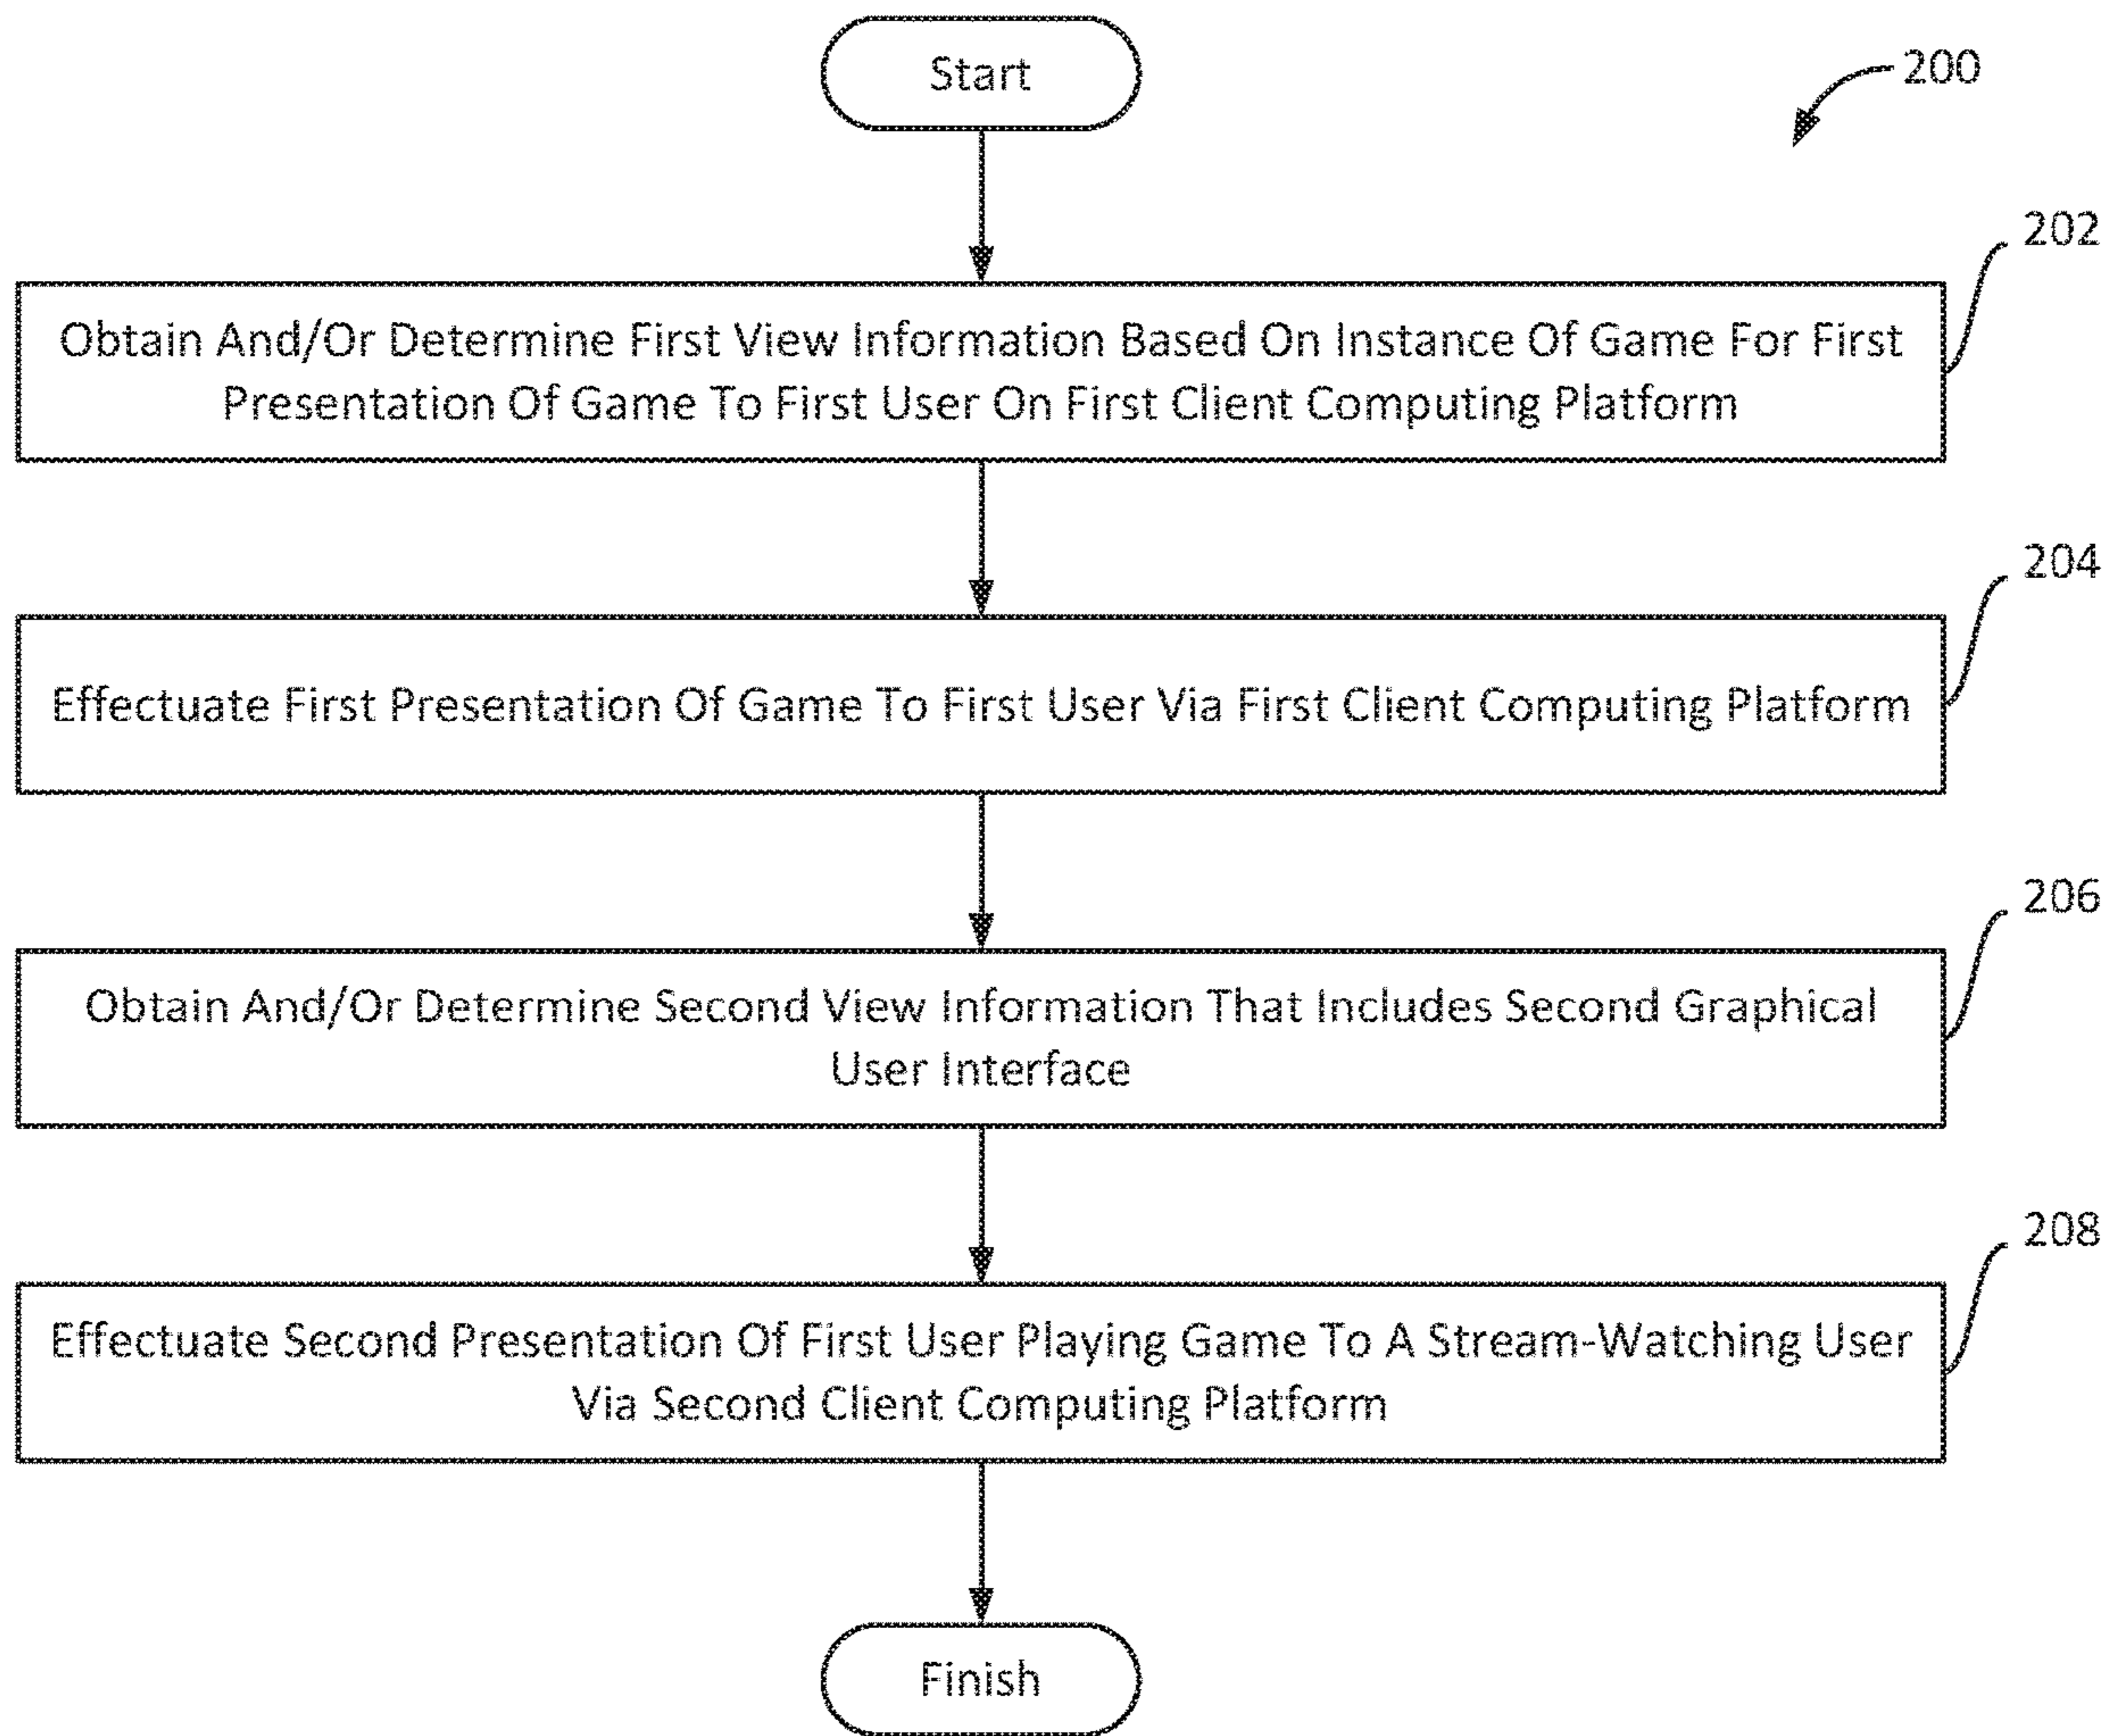 Start
200
202
Obtain And/Or Determine First View Information Based On Instance Of Game For First
Presentation Of Game To First User On First Client Computing Platform
204
Effectuate First Presentation Of Game To First User Via First Client Computing Platform
206
Obtain And/Or Determine Second View Information That Includes Second Graphical
User Interface
208
Effectuate Second Presentation Of First User Playing Game To A Stream-Watching User
Via Second Client Computing Platform
Finish